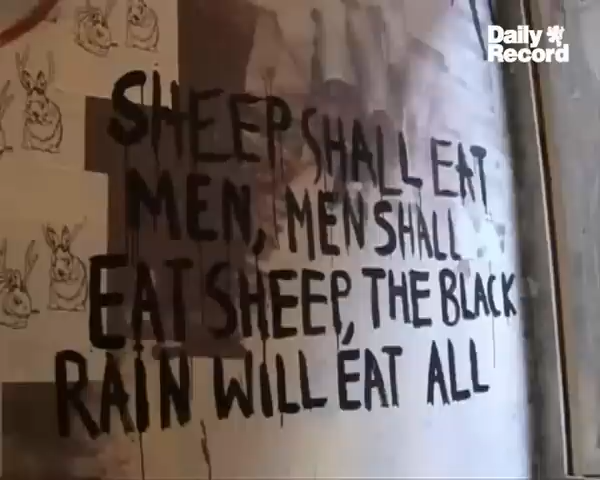 Daily
Record
SHEEP SHALL EAT
MEN, MEN SHALL
EAT SHEEP, THE BLACK
RAIN WILL EAT ALL